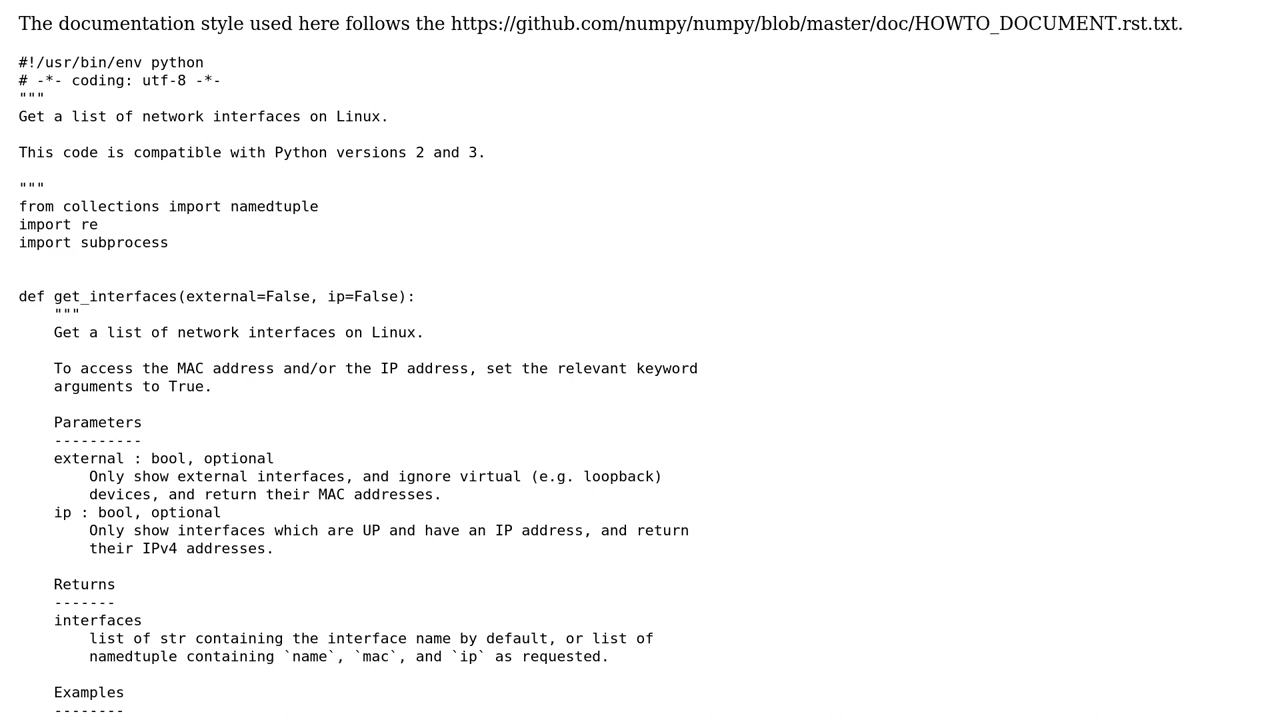 The documentation style used here follows the https://github.com/numpy/numpy/blob/master/doc/HOWTO_DOCUMENT.rst.txt.
#!/usr/bin/env python
# -*- coding: utf-8 -*-
"""
Get a list of network interfaces on Linux.

This code is compatible with Python versions 2 and 3.

"""
from collections import namedtuple
import re
import subprocess


def get_interfaces(external=False, ip=False):
    """
    Get a list of network interfaces on Linux.

    To access the MAC address and/or the IP address, set the relevant keyword
    arguments to True.

    Parameters
    ----------
    external : bool, optional
        Only show external interfaces, and ignore virtual (e.g. loopback)
        devices, and return their MAC addresses.
    ip : bool, optional
        Only show interfaces which are UP and have an IP address, and return
        their IPv4 addresses.

    Returns
    -------
    interfaces
        list of str containing the interface name by default, or list of
        namedtuple containing `name`, `mac`, and `ip` as requested.

    Examples
    --------